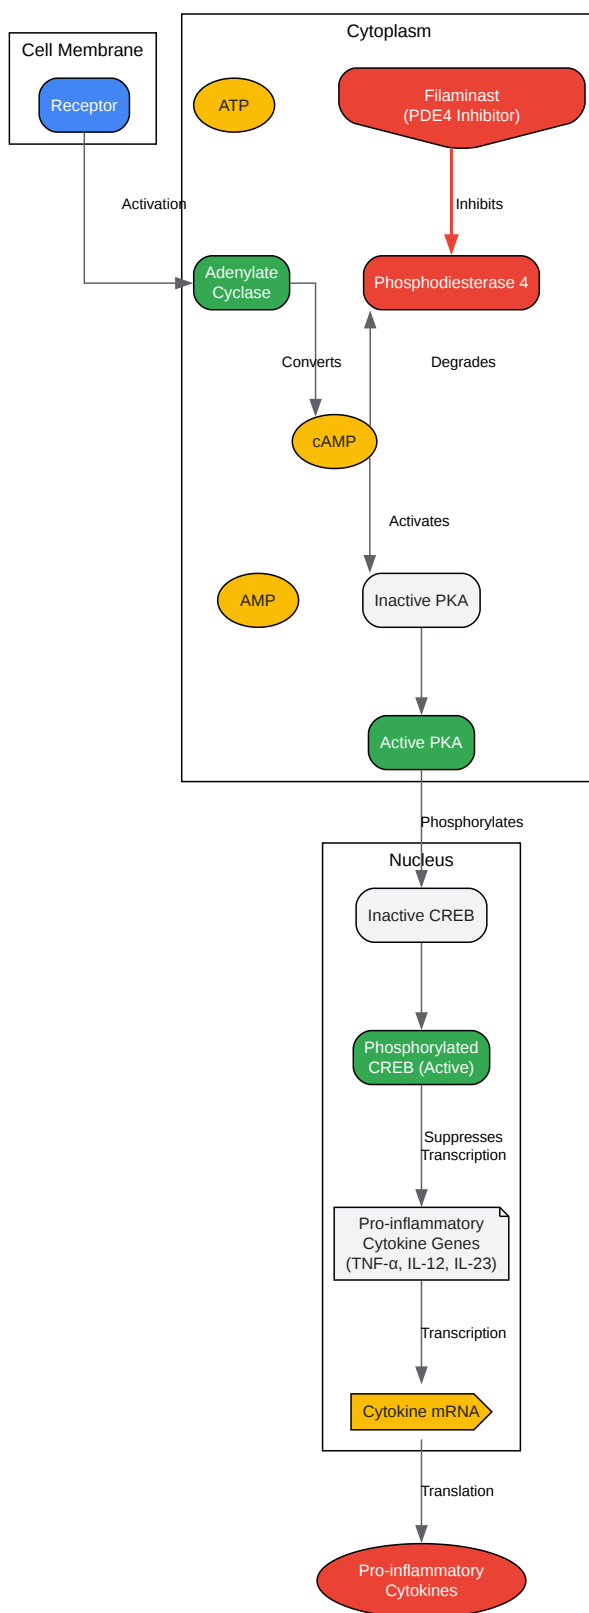 Cytoplasm
Cell Membrane
Receptor
ATP
Filaminast
(PDE4 Inhibitor)
Activation
Inhibits
Adenylate
Cyclase
Phosphodiesterase 4
Converts
Degrades
cAMP
Activates
AMP
Inactive PKA
Active PKA
Phosphorylates
Nucleus
Inactive CREB
Phosphorylated
CREB (Active)
Suppresses
Transcription
Pro-inflammatory
Cytokine Genes
(TNF-α, IL-12, IL-23)
Transcription
Cytokine mRNA
Translation
Pro-inflammatory
Cytokines